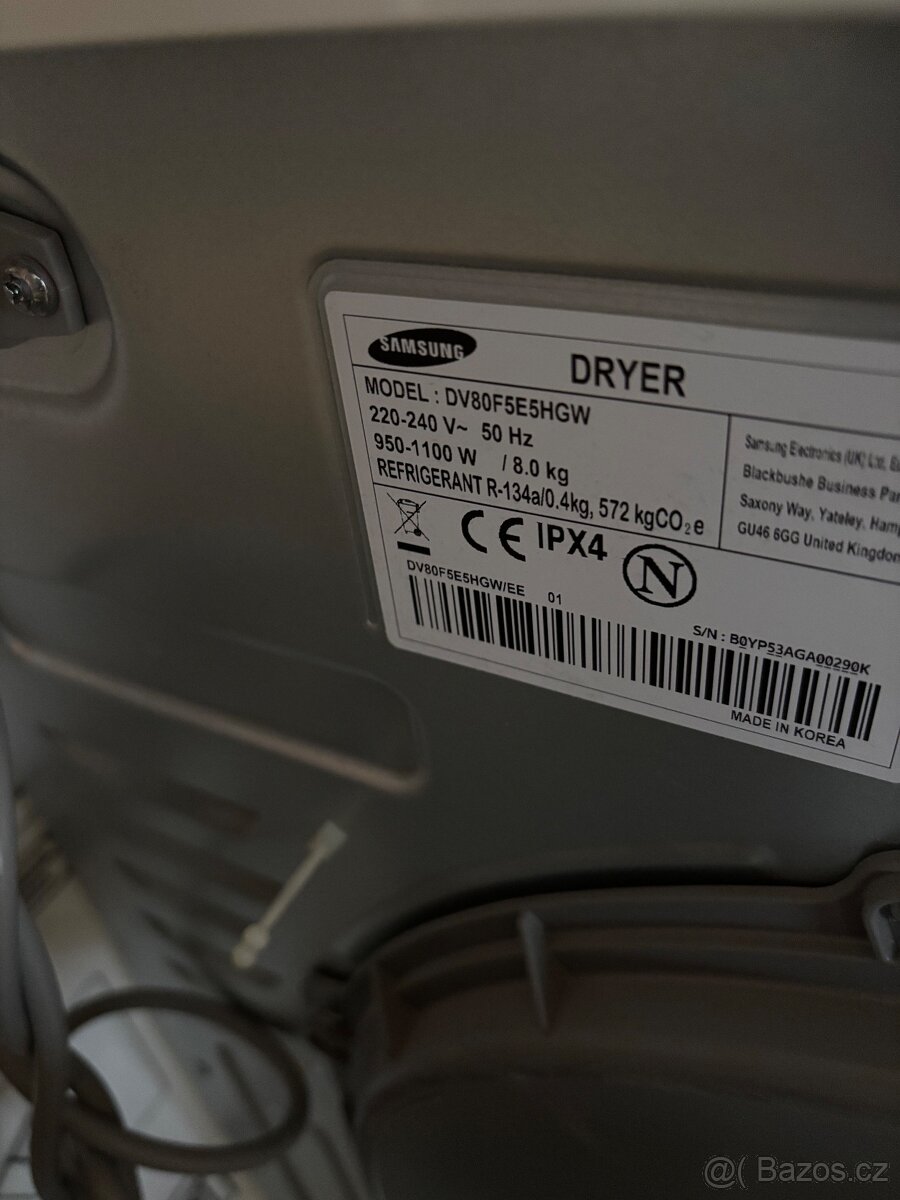 SAMSUNG
DRYER
MODEL : DV80F5E5HGW
220-240 V~ 50 Hz
950-1100 W / 8.0 kg
REFRIGERANT R-134a/0.4kg, 572 kgCO2e
Samsung Electronics (UK) Ltd,
Blackbushe Business
Saxony Way, Yateley,
GU46 6GG United Kingdom
CE IPX4
N
DV80F5E5HGW/EE 01
S/N : B0YP53AGA00290K
MADE IN KOREA
@( Bazos.cz